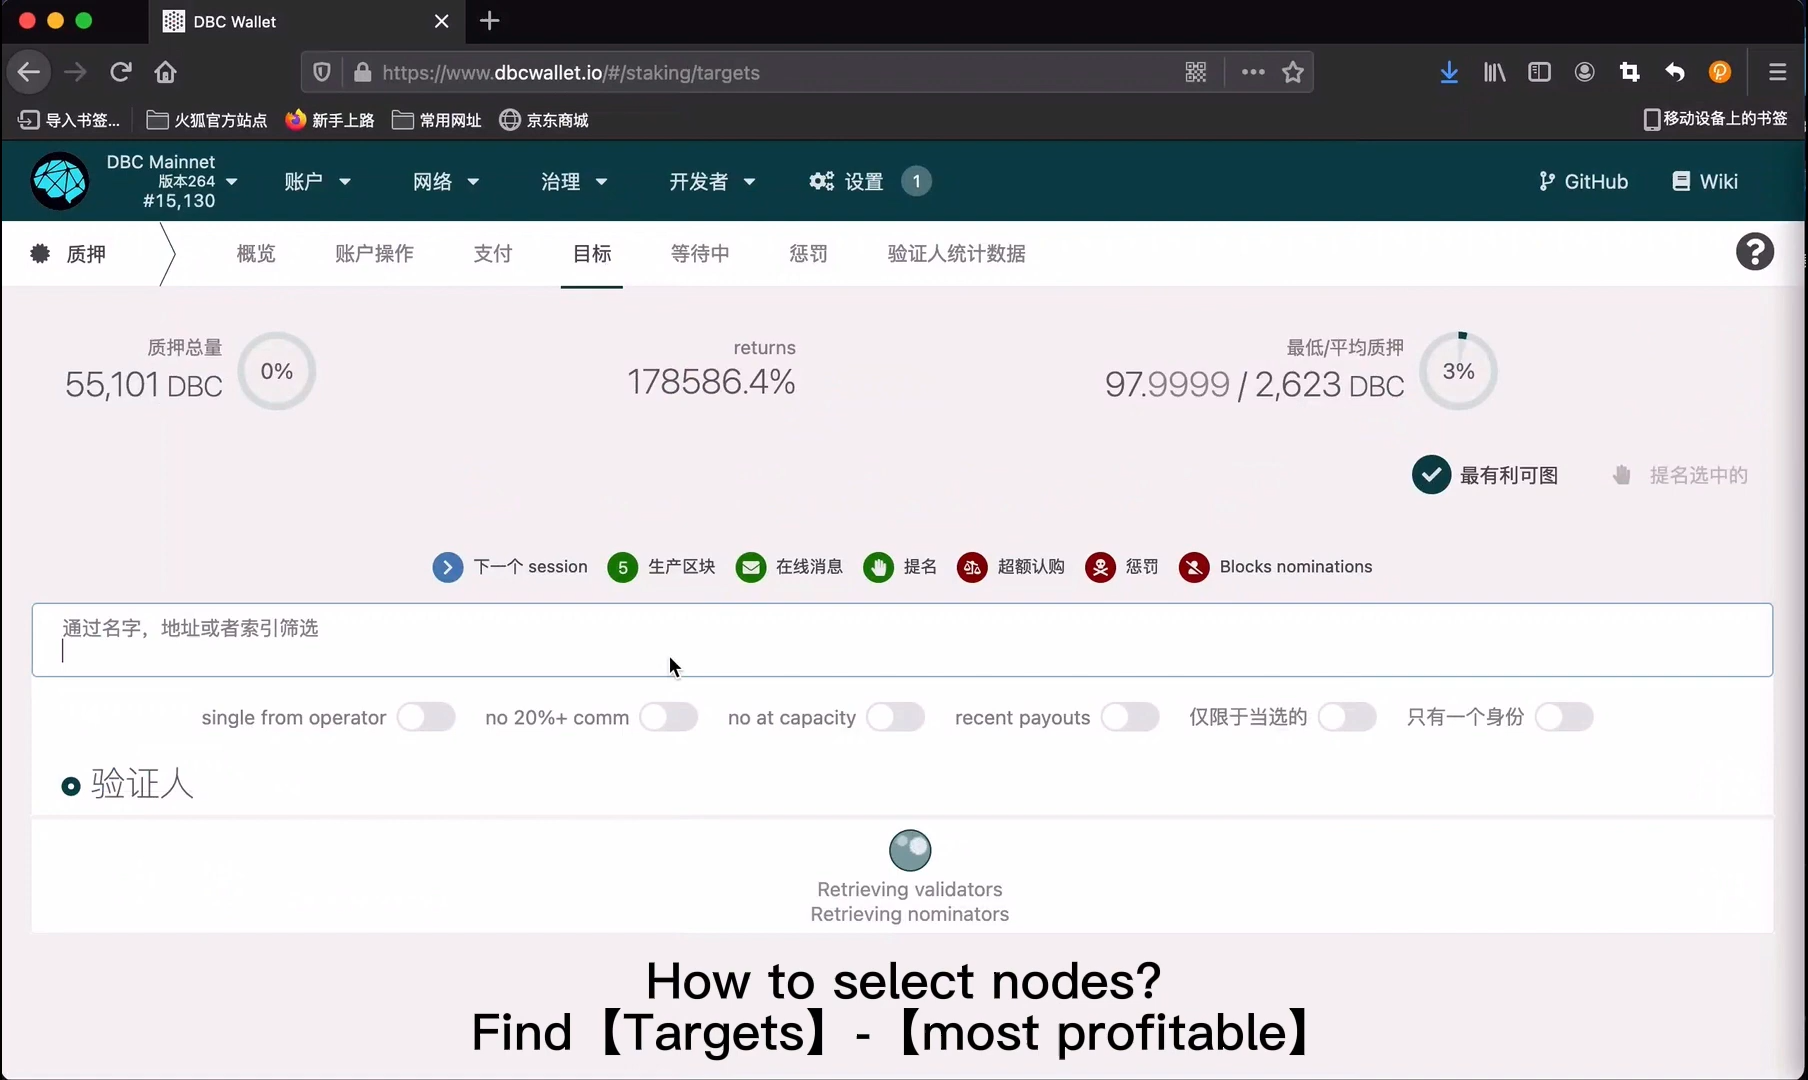 DBC Wallet
https://www.dbcwallet.io/#/staking/targets
导入书签...
火狐官方站点
新手上路
常用网址
京东商城
移动设备上的书签
DBC Mainnet
版本264
#15,130
账户
网络
治理
开发者
设置
1
GitHub
Wiki
质押
概览
账户操作
支付
目标
等待中
惩罚
验证人统计数据
?
质押总量
55,101 DBC
0%
returns
178586.4%
最低/平均质押
97.9999 / 2,623 DBC
3%
最有利可图
提名选中的
下一个 session
5 生产区块
在线消息
提名
超额认购
惩罚
Blocks nominations
通过名字，地址或者索引筛选
single from operator
no 20%+ comm
no at capacity
recent payouts
仅限于当选的
只有一个身份
验证人
Retrieving validators
Retrieving nominators
How to select nodes?
Find【Targets】-【most profitable】